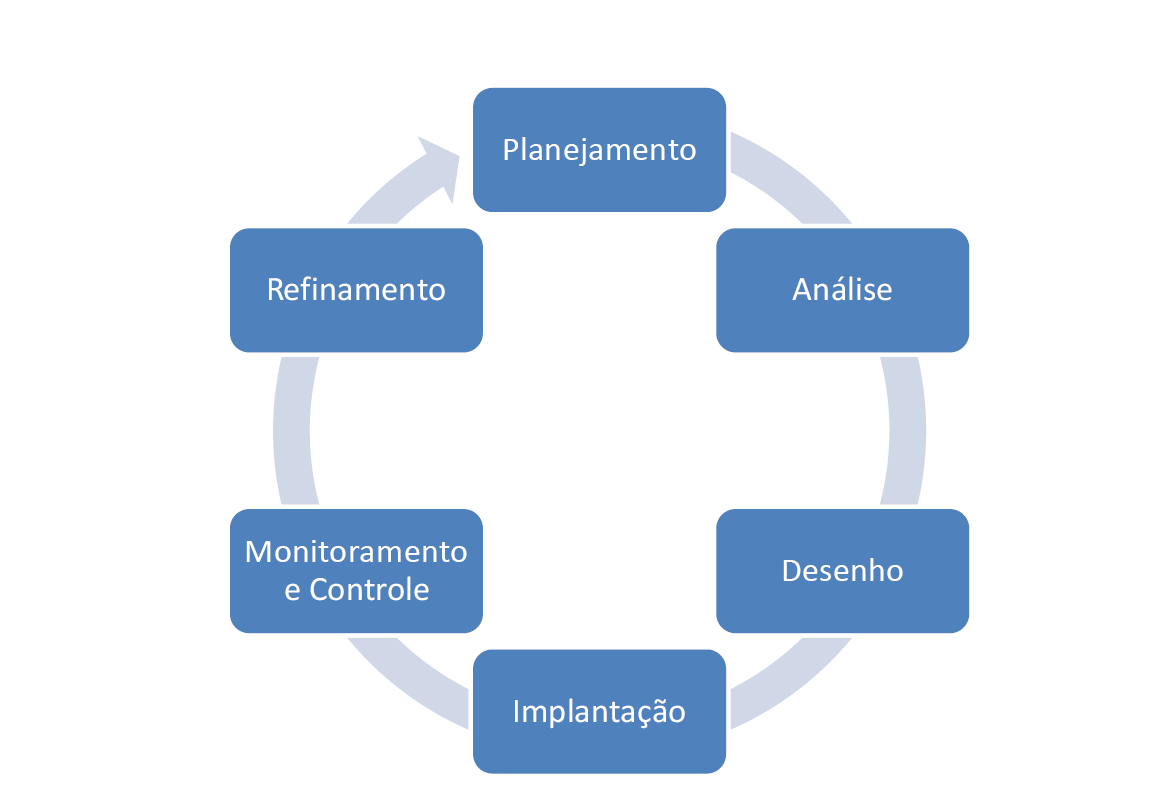 Planejamento
Análise
Desenho
Implantação
Monitoramento
e Controle
Refinamento